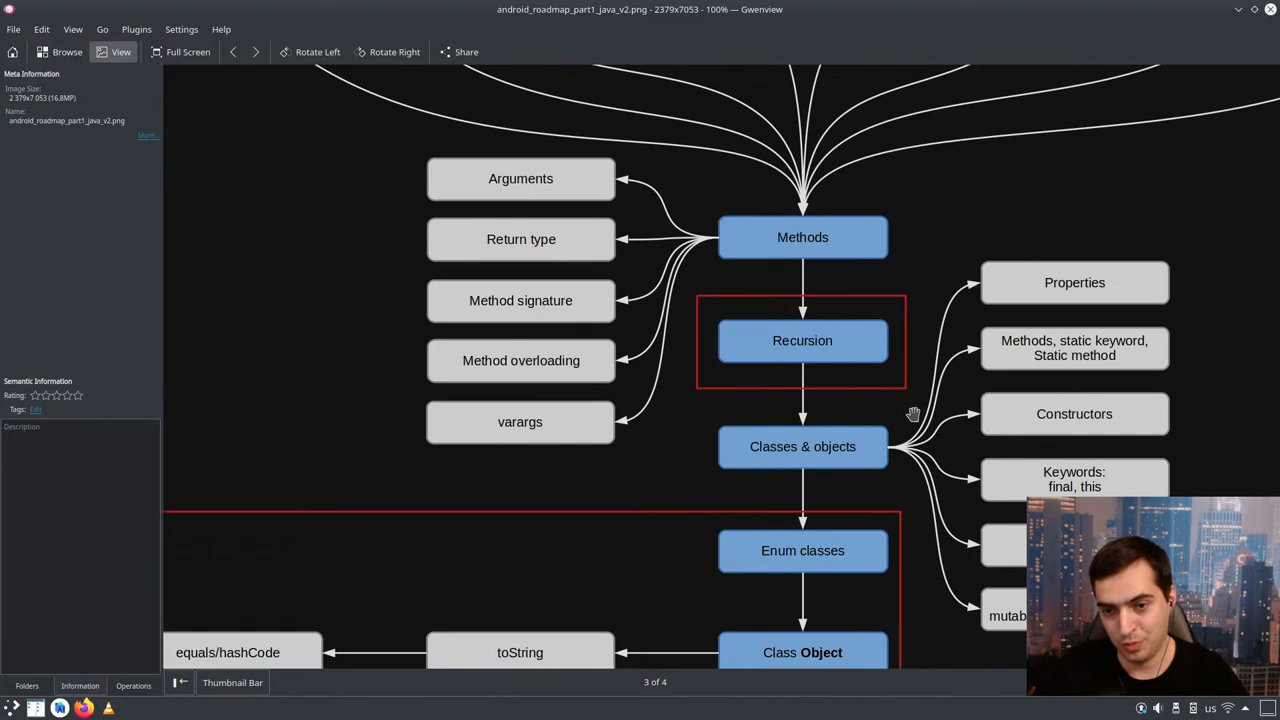 android_roadmap_part1_java_v2.png - 2379x7053 - 100% — Gwenview
File Edit View Go Plugins Settings Help
Browse View Full Screen Rotate Left Rotate Right Share
Meta Information
Image Size:
2 379x7 053 (16.8MP)
Name:
android_roadmap_part1_java_v2.png
More...
Arguments
Methods
Return type
Properties
Method signature
Recursion
Methods, static keyword,
Static method
Method overloading
Semantic Information
Rating:
Tags: Edit
Description
varargs
Constructors
Classes & objects
Keywords:
final, this
Enum classes
mutab
equals/hashCode
toString
Class Object
Folders Information Operations
Thumbnail Bar
3 of 4
us